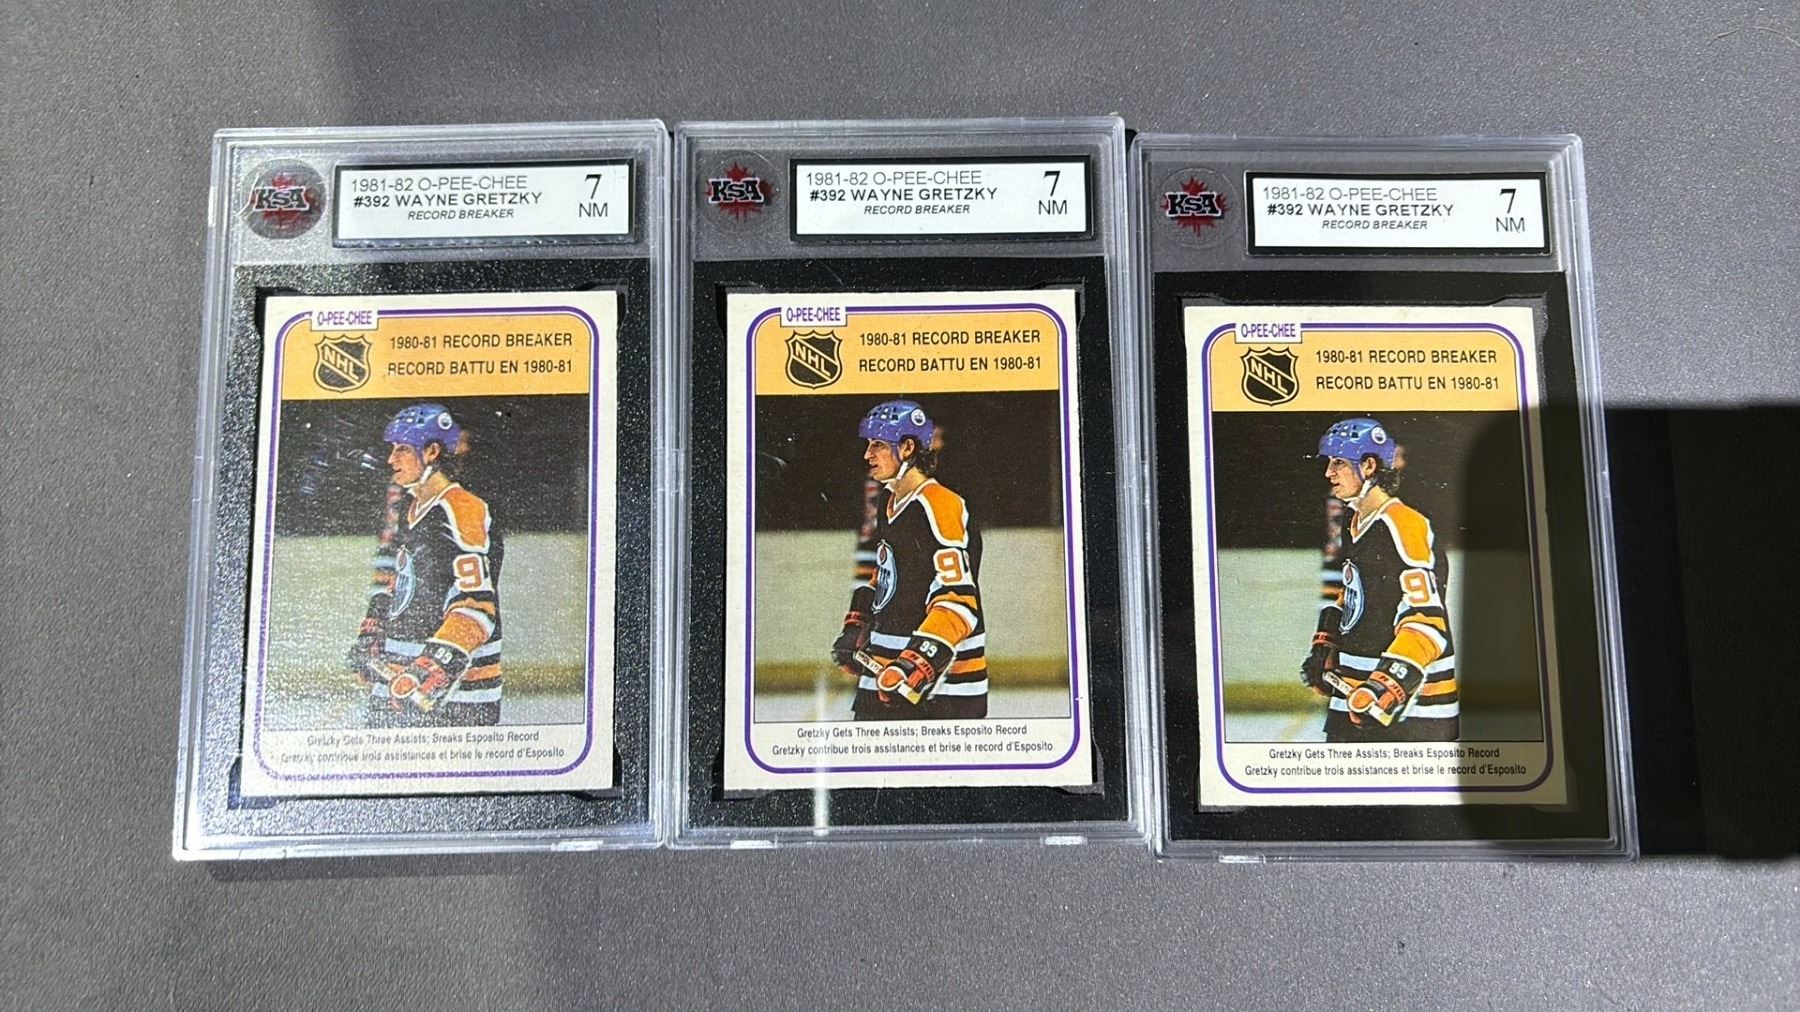 KSA
1981-82 O-PEE-CHEE
#392 WAYNE GRETZKY
RECORD BREAKER
7
NM
O-PEE-CHEE
NHL
1980-81 RECORD BREAKER
RECORD BATTU EN 1980-81
9
99
Gretzky Gets Three Assists; Breaks Esposito Record
Gretzky contribue trois assistances et brise le record d'Esposito
KSA
1981-82 O-PEE-CHEE
#392 WAYNE GRETZKY
RECORD BREAKER
7
NM
O-PEE-CHEE
NHL
1980-81 RECORD BREAKER
RECORD BATTU EN 1980-81
9
99
Gretzky Gets Three Assists; Breaks Esposito Record
Gretzky contribue trois assistances et brise le record d'Esposito
KSA
1981-82 O-PEE-CHEE
#392 WAYNE GRETZKY
RECORD BREAKER
7
NM
O-PEE-CHEE
NHL
1980-81 RECORD BREAKER
RECORD BATTU EN 1980-81
9
99
Gretzky Gets Three Assists; Breaks Esposito Record
Gretzky contribue trois assistances et brise le record d'Esposito